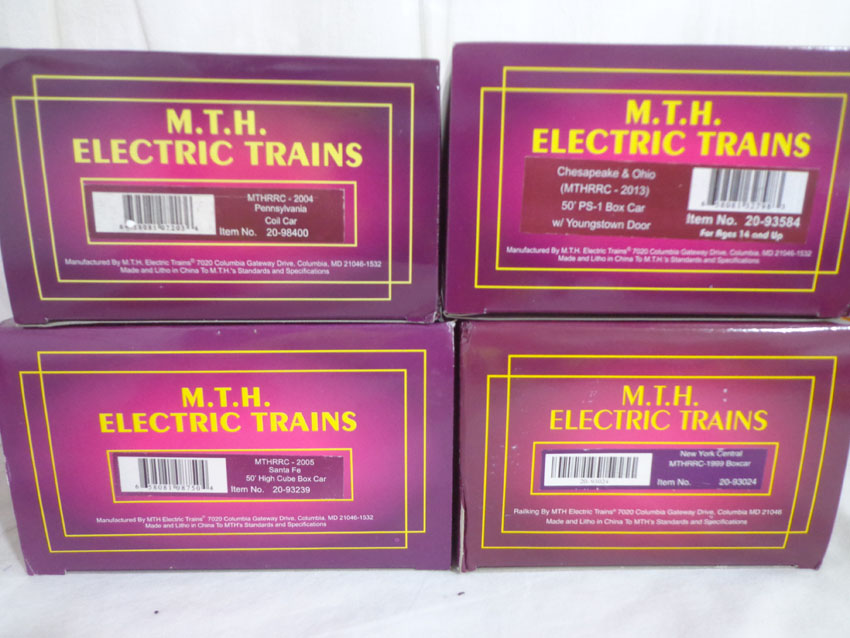 M.T.H.
ELECTRIC TRAINS
MTHRRC - 2004
Pennsylvania
Coil Car
Item No. 20-98400
Manufactured By M.T.H. Electric Trains® 7020 Columbia Gateway Drive, Columbia, MD 21046-1532
Made and Litho in China To M.T.H.'s Standards and Specifications
M.T.H.
ELECTRIC TRAINS
Chesapeake & Ohio
(MTHRRC - 2013)
50' PS-1 Box Car
w/ Youngstown Door
Item No. 20-93584
For Ages 14 and Up
Manufactured By M.T.H. Electric Trains® 7020 Columbia Gateway Drive, Columbia, MD 21046-1532
Made and Litho in China To M.T.H.'s Standards and Specifications
M.T.H.
ELECTRIC TRAINS
MTHRRC - 2005
Santa Fe
50' High Cube Box Car
Item No. 20-93239
Manufactured By MTH Electric Trains® 7020 Columbia Gateway Drive, Columbia, MD 21046-1532
Made and Litho in China To MTH's Standards and Specifications
M.T.H.
ELECTRIC TRAINS
New York Central
MTHRRC-1999 Boxcar
20-93024
Item No. 20-93024
Railking By MTH Electric Trains® 7020 Columbia Gateway Drive, Columbia, MD 21046
Made and Litho in China To MTH's Standards and Specifications